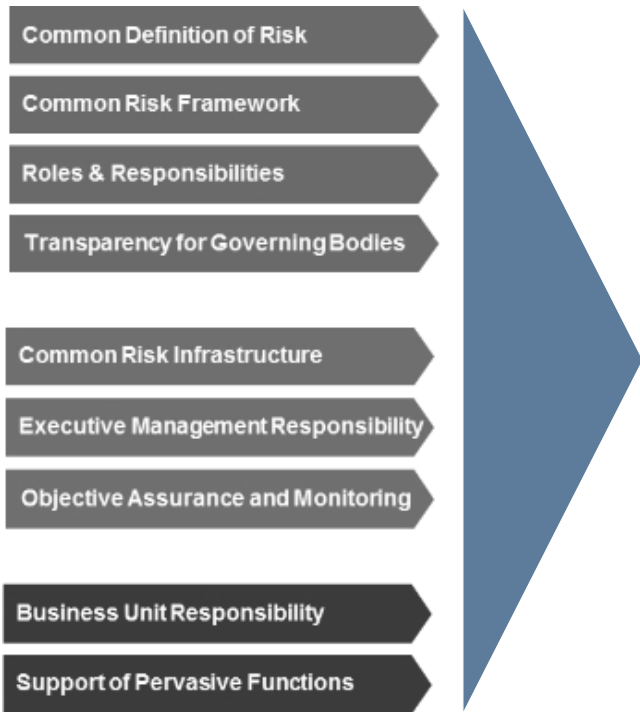 Common Definition of Risk
Common Risk Framework
Roles & Responsibilities
Transparency for Governing Bodies
Common Risk Infrastructure
Executive Management Responsibility
Objective Assurance and Monitoring
Business Unit Responsibility
Support of Pervasive Functions